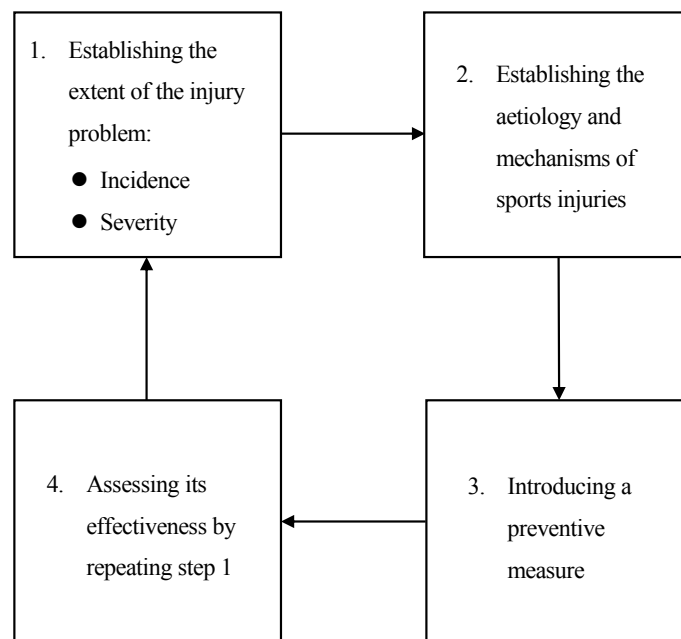 1. Establishing the
extent of the injury
problem:
● Incidence
● Severity
2. Establishing the
aetiology and
mechanisms of
sports injuries
3. Introducing a
preventive
measure
4. Assessing its
effectiveness by
repeating step 1